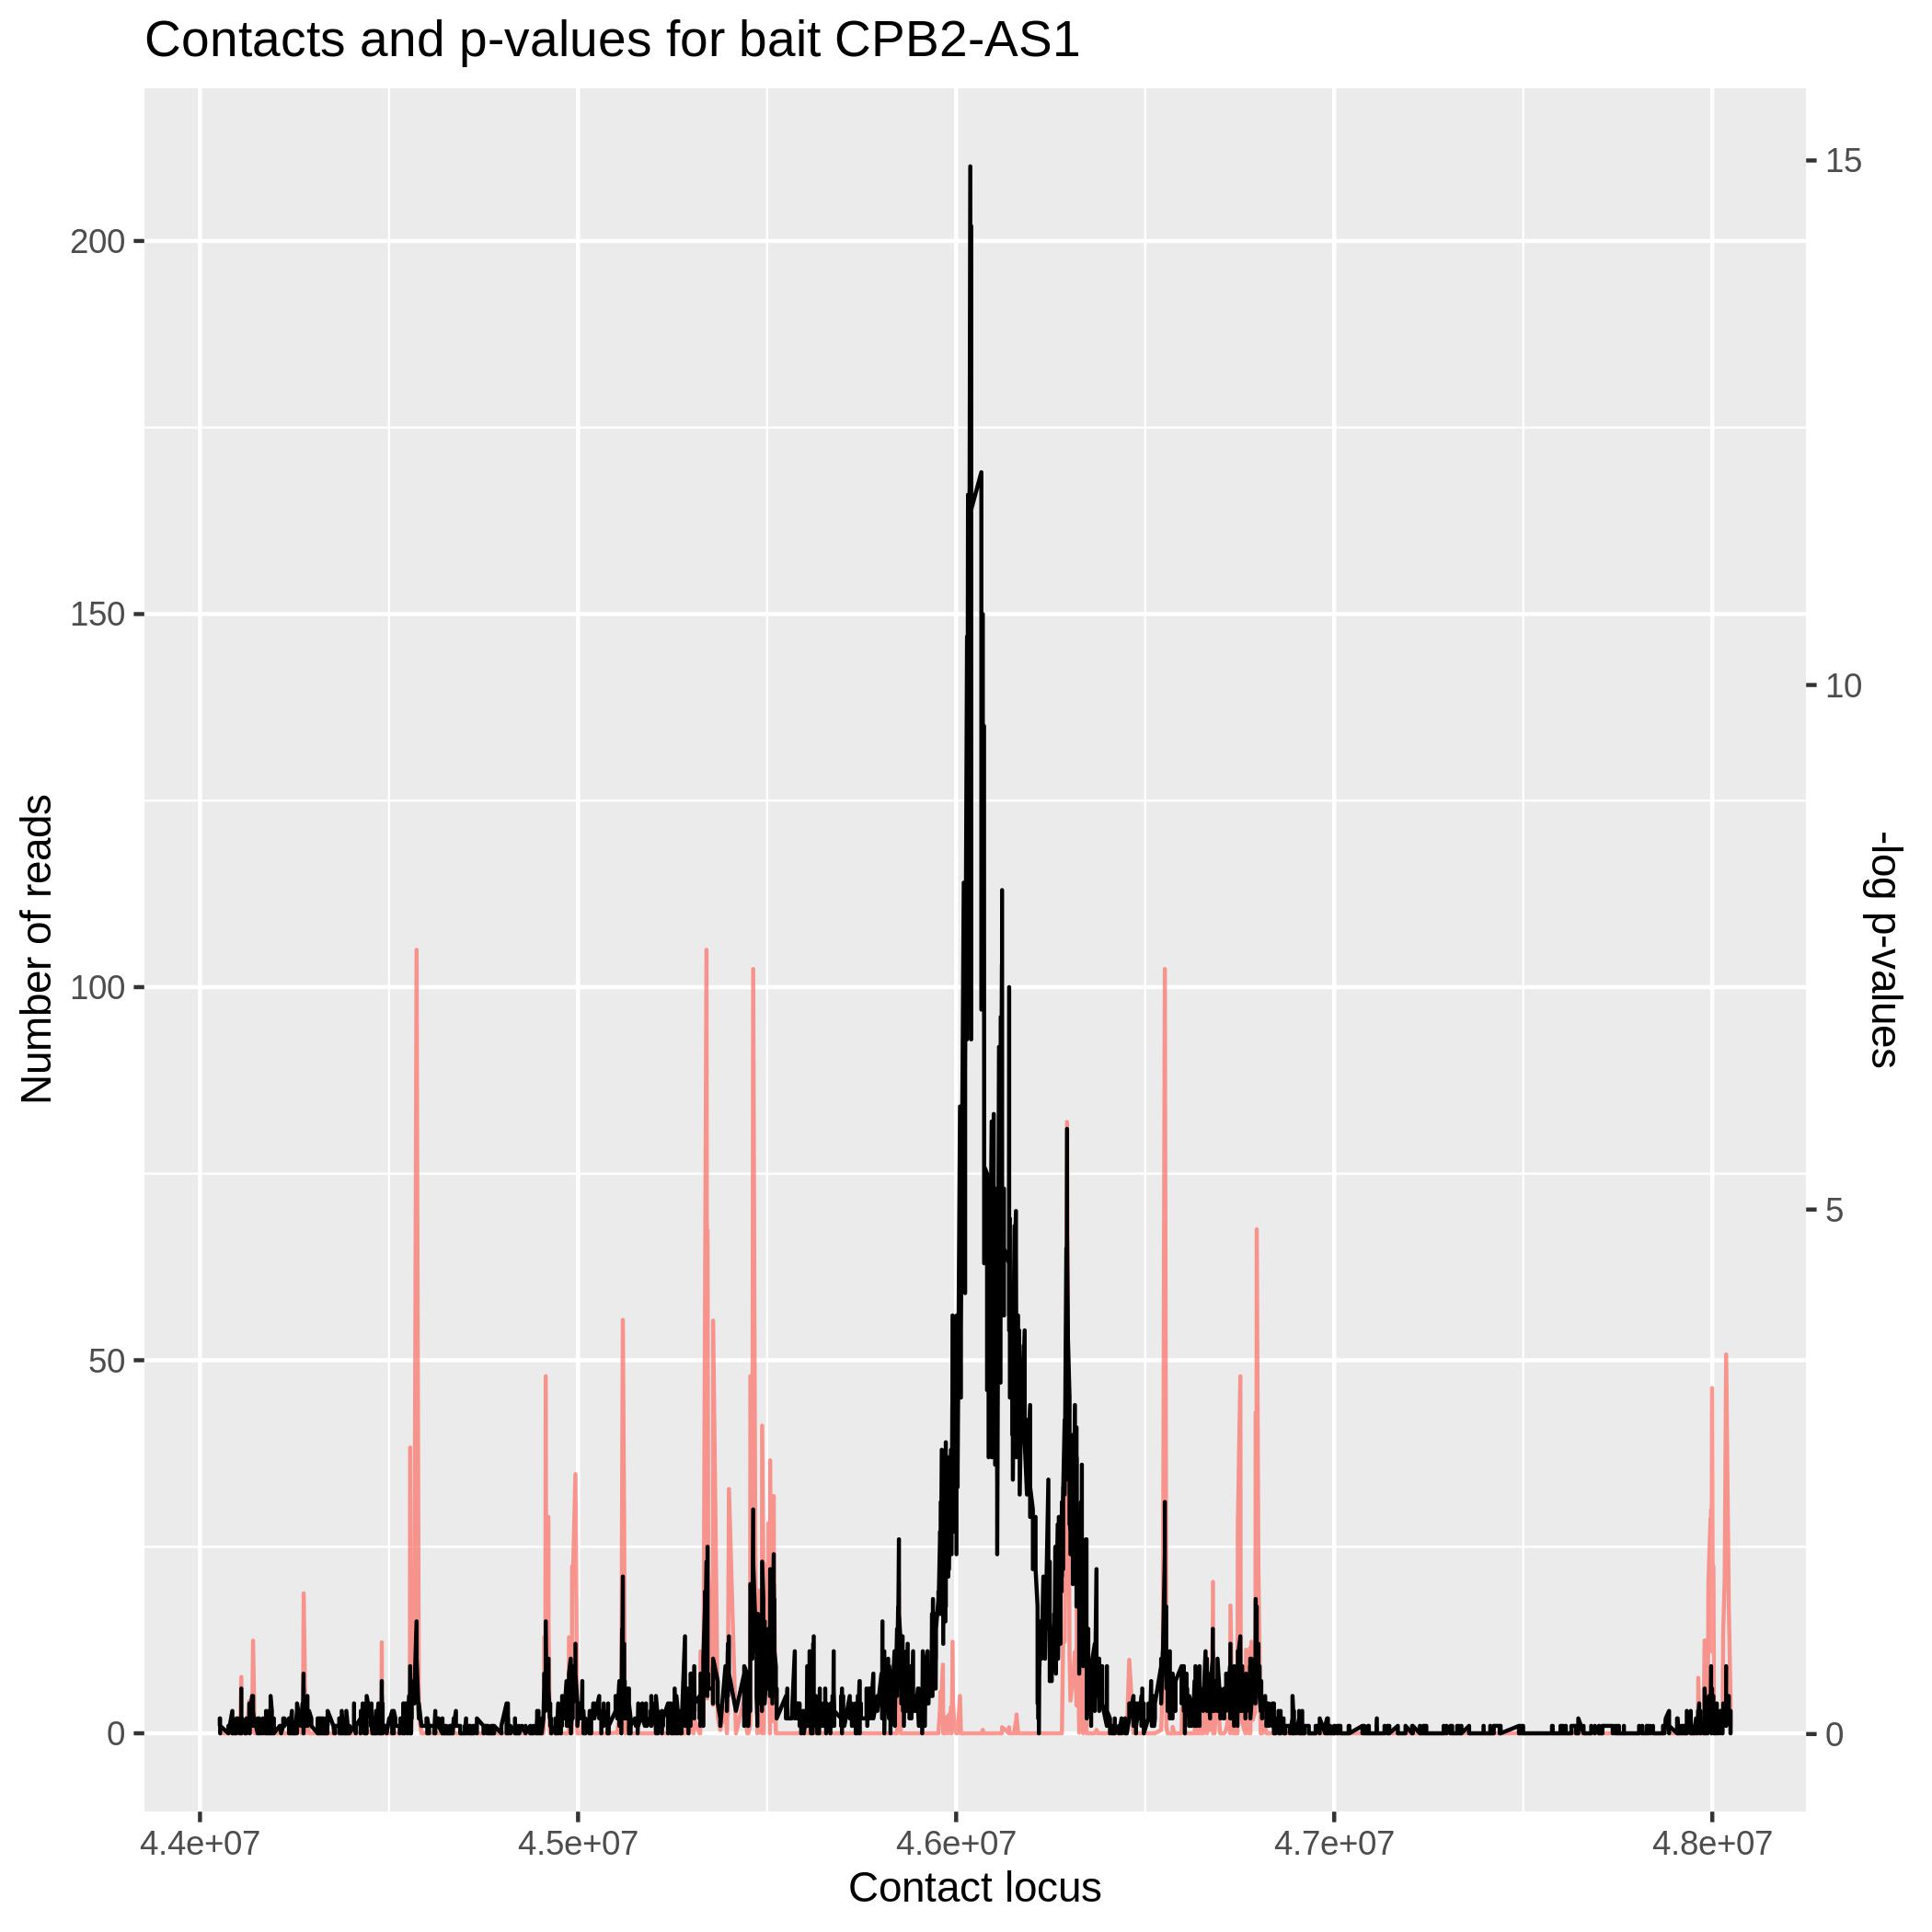 Contacts and p-values for bait CPB2-AS1
Number of reads
200
150
100
50
0
15
10
5
0
-log p-values
4.4e+07 4.5e+07 4.6e+07 4.7e+07 4.8e+07
Contact locus